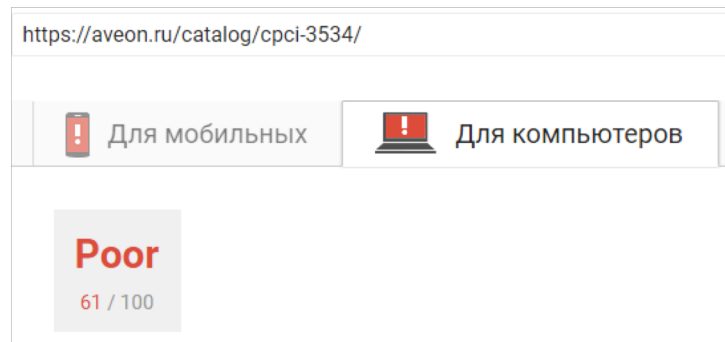 https://aveon.ru/catalog/cpci-3534/
Для мобильных
Для компьютеров
Poor
61 / 100